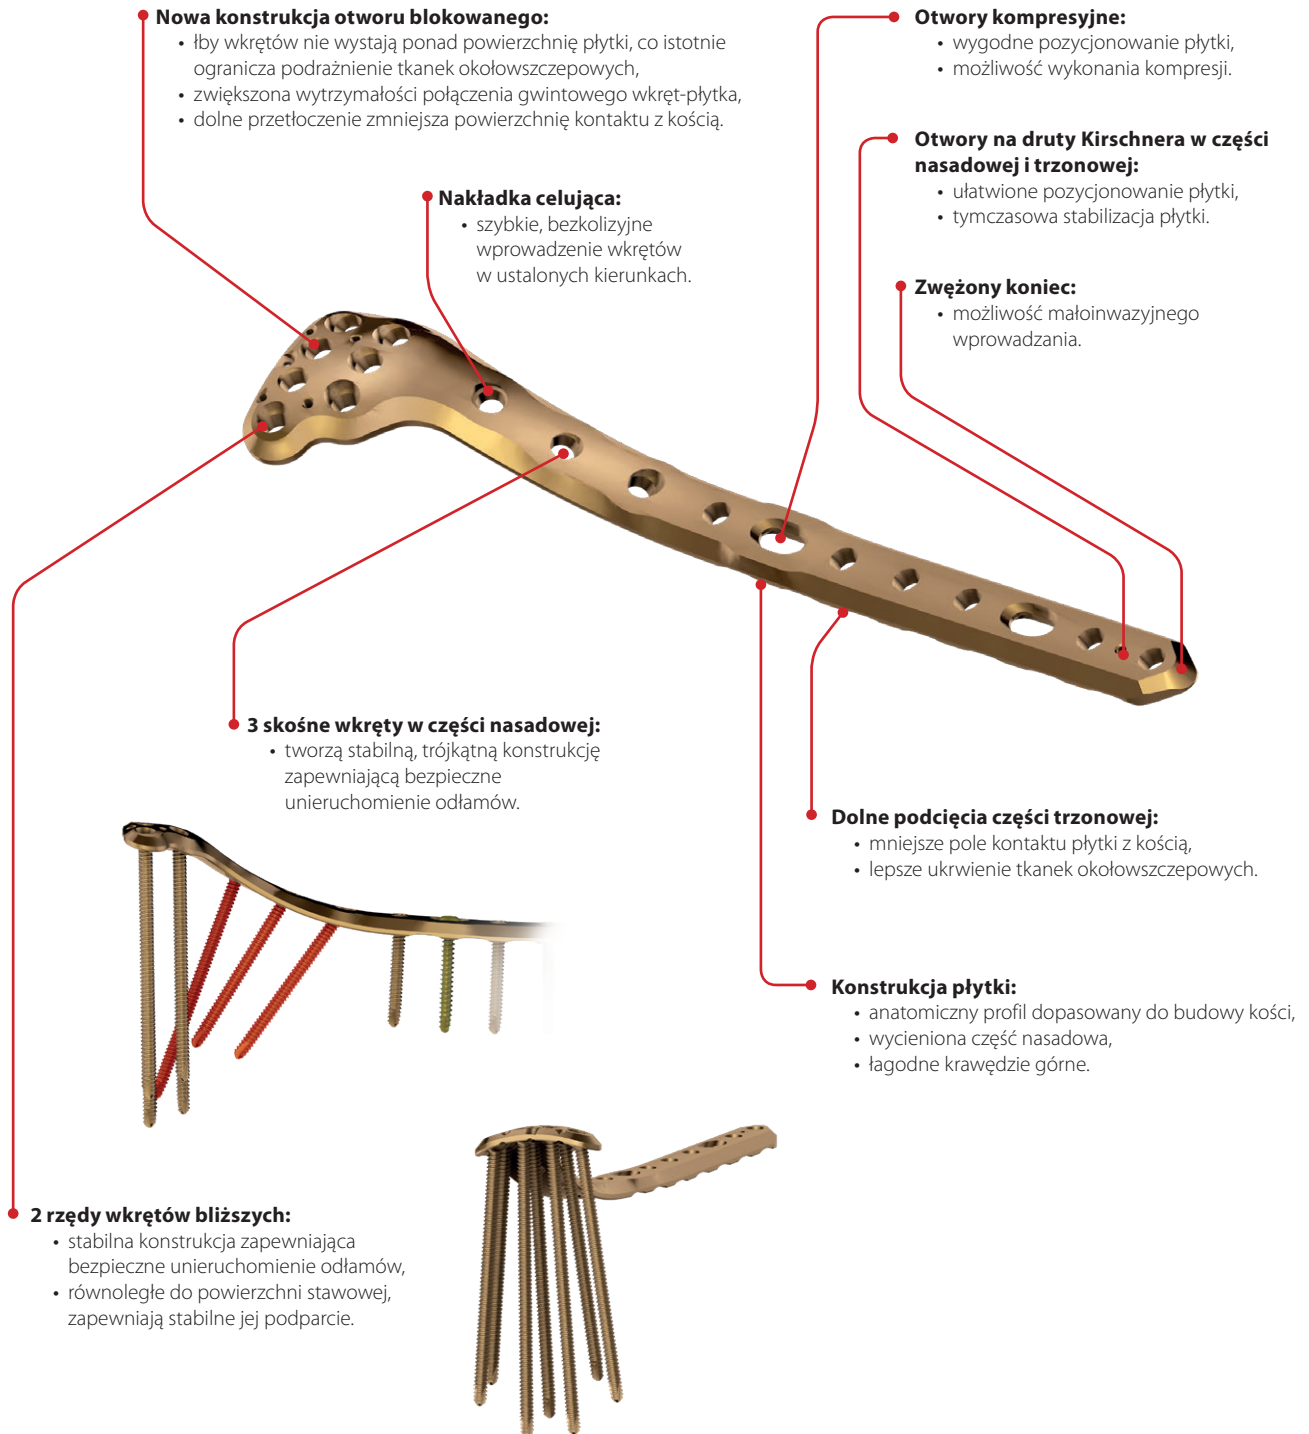 Nowa konstrukcja otworu blokowanego:
• łby wkrętów nie wystają ponad powierzchnię płytki, co istotnie
ogranicza podrażnienie tkanek okołowszczepowych,
• zwiększona wytrzymałości połączenia gwintowego wkręt-płytka,
• dolne przetłoczenie zmniejsza powierzchnię kontaktu z kością.
Otwory kompresyjne:
• wygodne pozycjonowanie płytki,
• możliwość wykonania kompresji.
Otwory na druty Kirschnera w części
nasadowej i trzonowej:
• ułatwione pozycjonowanie płytki,
• tymczasowa stabilizacja płytki.
Nakładka celująca:
• szybkie, bezkolizyjne
wprowadzenie wkrętów
w ustalonych kierunkach.
Zwężony koniec:
• możliwość małoinwazyjnego
wprowadzania.
3 skośne wkręty w części nasadowej:
• tworzą stabilną, trójkątną konstrukcję
zapewniającą bezpieczne
unieruchomienie odłamów.
Dolne podcięcia części trzonowej:
• mniejsze pole kontaktu płytki z kością,
• lepsze ukrwienie tkanek okołowszczepowych.
Konstrukcja płytki:
• anatomiczny profil dopasowany do budowy kości,
• wycieniona część nasadowa,
• łagodne krawędzie górne.
2 rzędy wkrętów bliższych:
• stabilna konstrukcja zapewniająca
bezpieczne unieruchomienie odłamów,
• równoległe do powierzchni stawowej,
zapewniają stabilne jej podparcie.